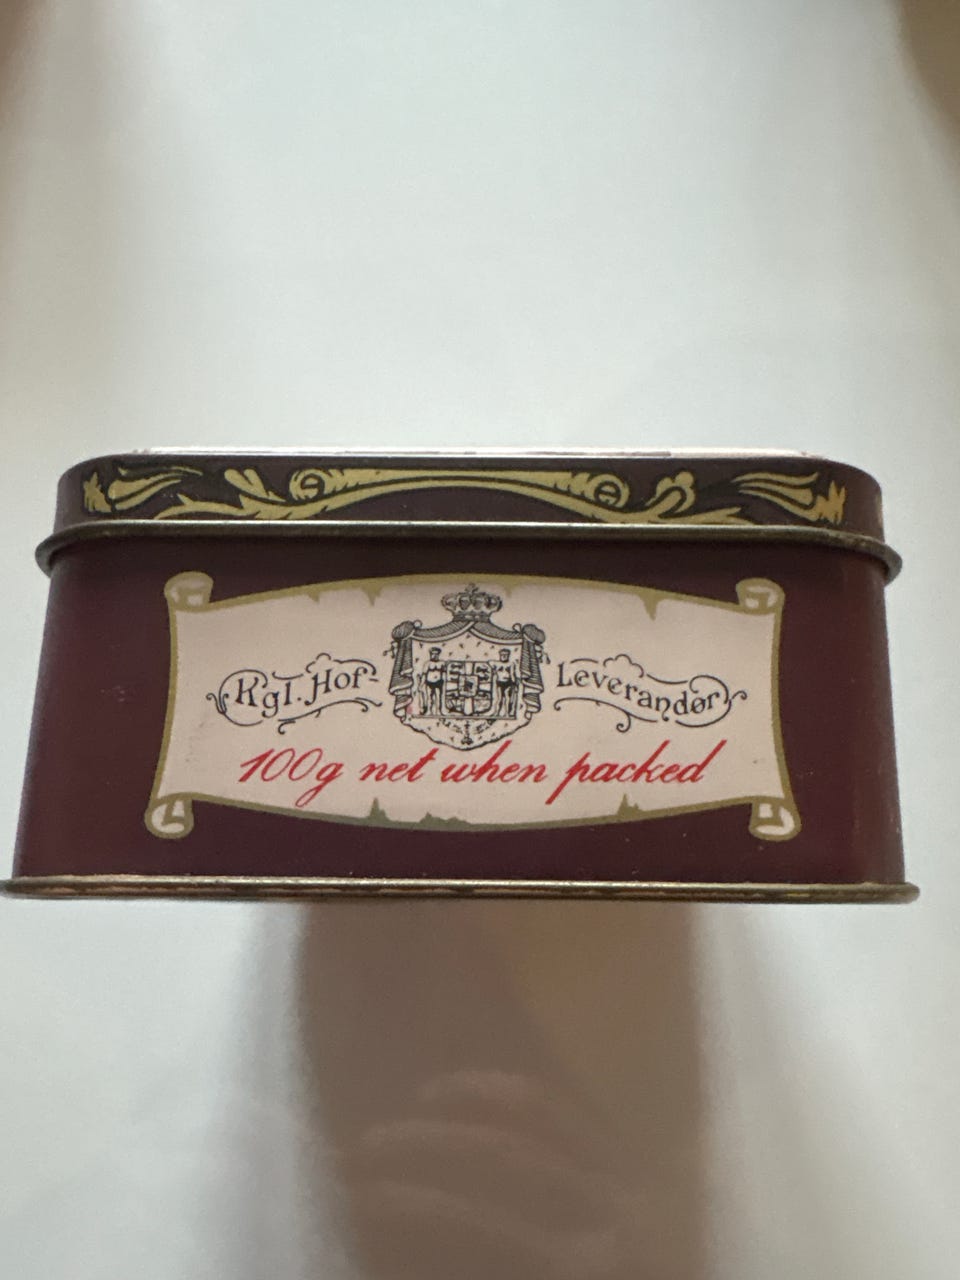 Kgl. Hof- Leverandør
100g net when packed